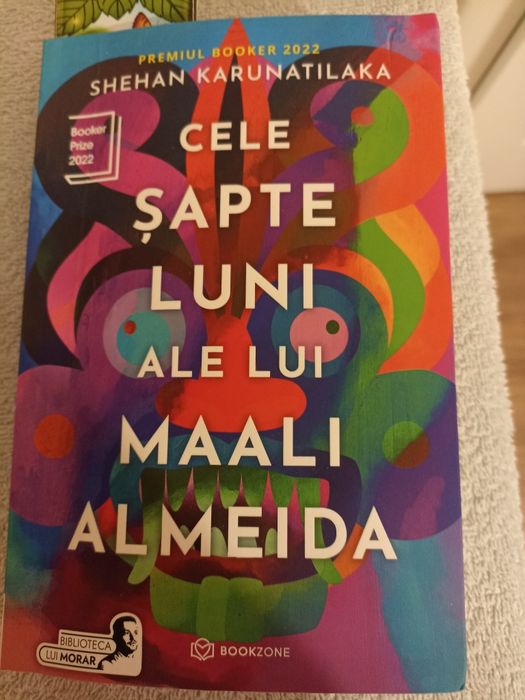 PREMIUL BOOKER 2022
SHEHAN KARUNATILAKA
Booker
Prize
2022
CELE
ȘAPTE
LUNI
ALE LUI
MAALI
ALMEIDA
BIBLIOTECA
LUI MORAR
BOOKZONE